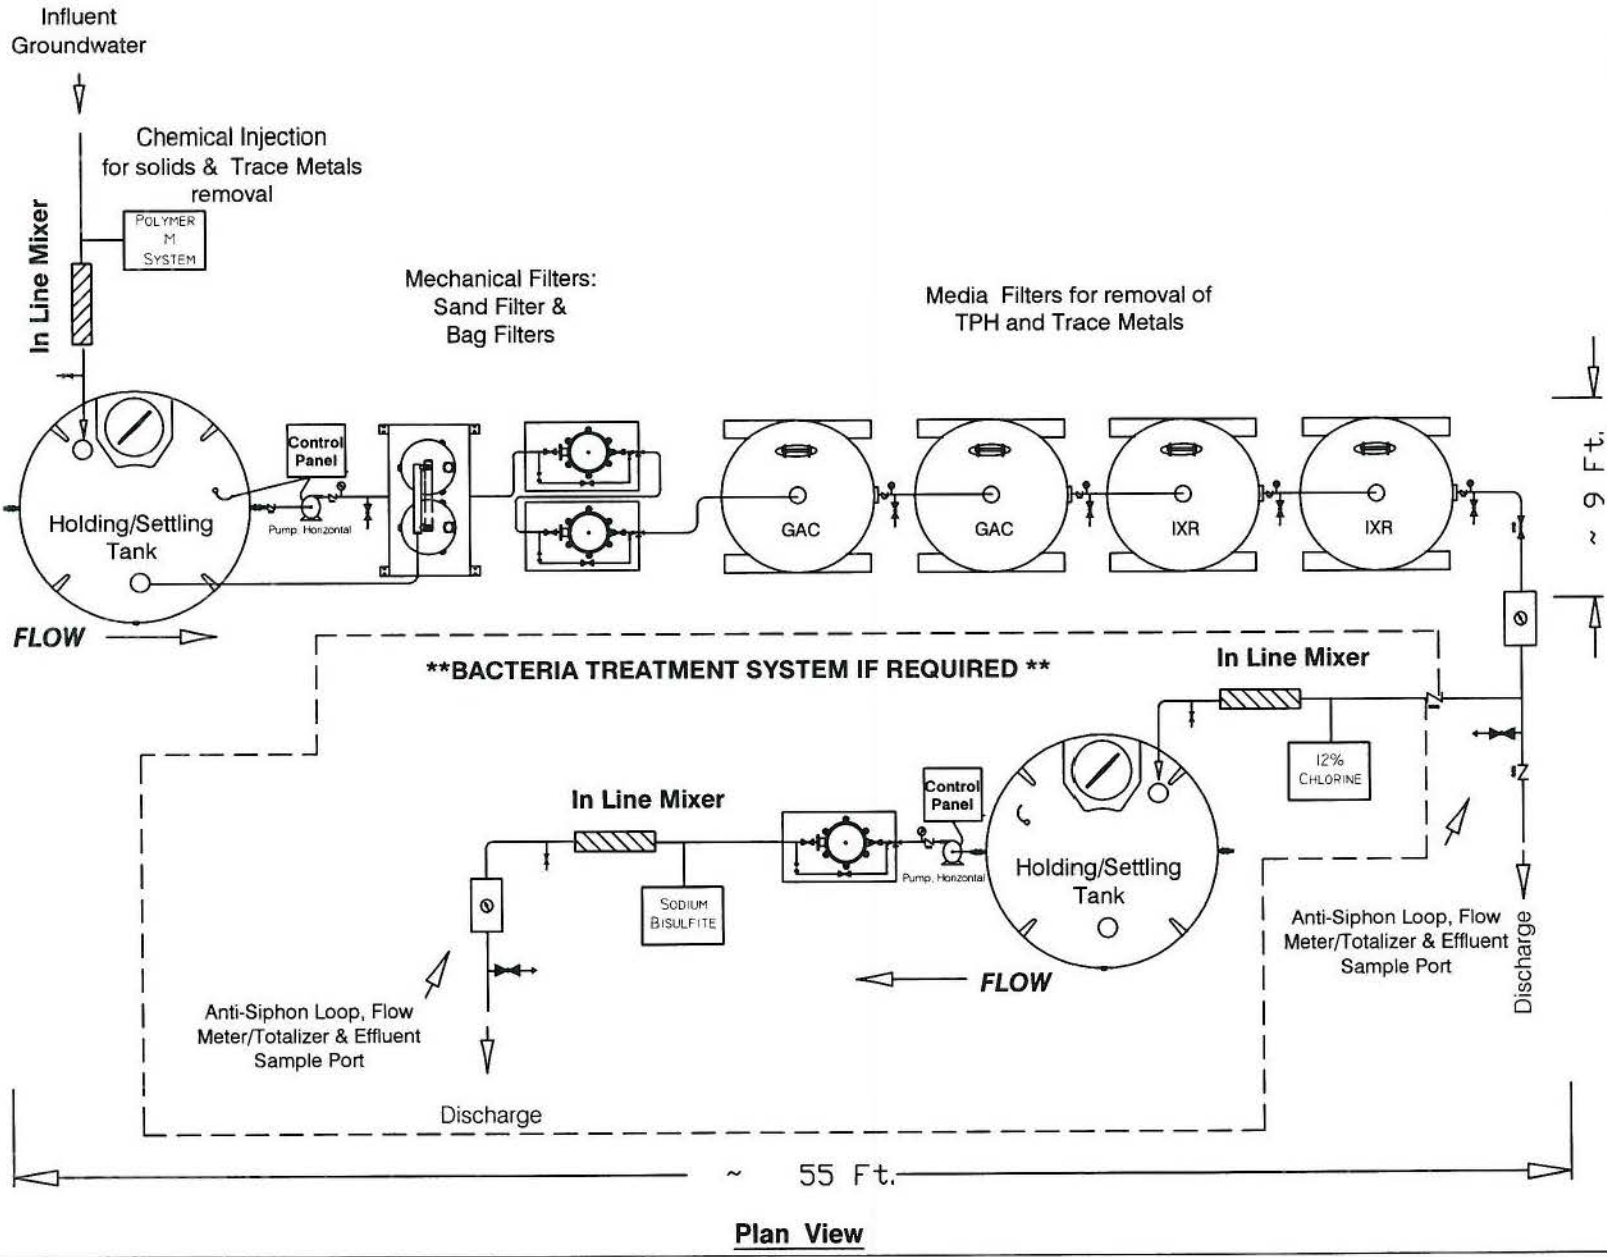 Influent
Groundwater
Chemical Injection
for solids & Trace Metals
removal
In Line Mixer
POLYMER
M
SYSTEM
Mechanical Filters:
Sand Filter &
Bag Filters
Media Filters for removal of
TPH and Trace Metals
~ 9 Ft.
Control
Panel
Pump, Horizontal
Holding/Settling
Tank
GAC
GAC
IXR
IXR
FLOW
**BACTERIA TREATMENT SYSTEM IF REQUIRED **
In Line Mixer
12%
CHLORINE
In Line Mixer
Control
Panel
Pump, Horizontal
Holding/Settling
Tank
SODIUM
BISULFITE
FLOW
Anti-Siphon Loop, Flow
Meter/Totalizer & Effluent
Sample Port
Discharge
Anti-Siphon Loop, Flow
Meter/Totalizer & Effluent
Sample Port
Discharge
~ 55 Ft.
Plan View